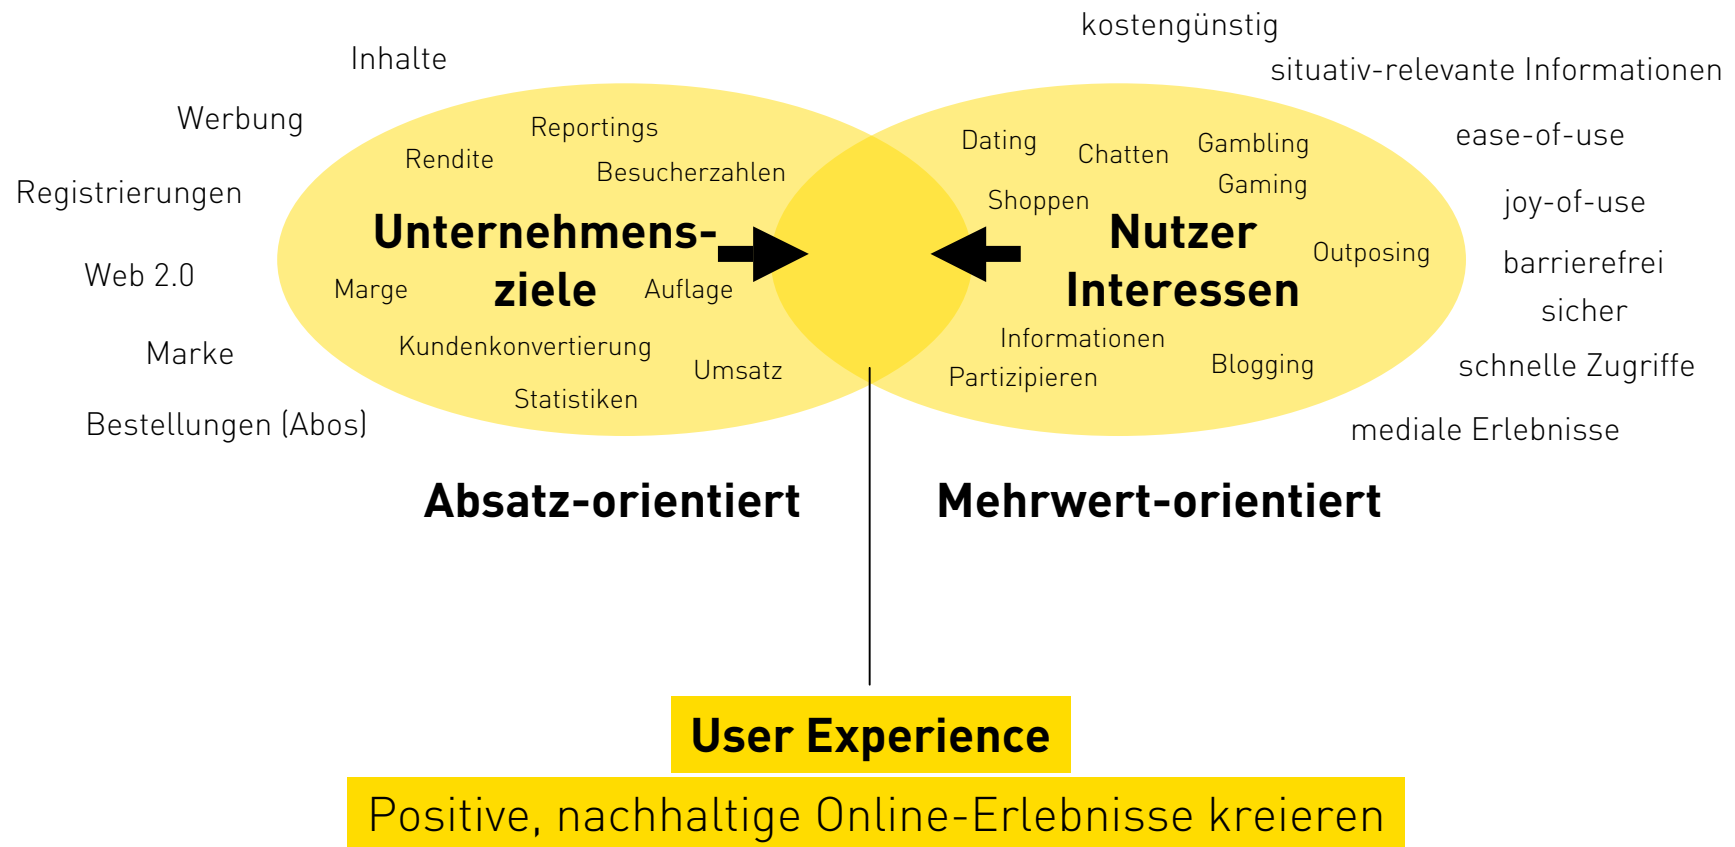 kostengünstig
Inhalte
situativ-relevante Informationen
Werbung
Reportings
Dating
Chatten
Gambling
ease-of-use
Rendite
Besucherzahlen
Gaming
Registrierungen
Shoppen
joy-of-use
Unternehmens-
ziele
Nutzer
Interessen
Outposing
barrierefrei
Web 2.0
Marge
Auflage
sicher
Marke
Kundenkonvertierung
Umsatz
Statistiken
Informationen
Partizipieren
Blogging
schnelle Zugriffe
Bestellungen (Abos)
mediale Erlebnisse
Absatz-orientiert
Mehrwert-orientiert
User Experience
Positive, nachhaltige Online-Erlebnisse kreieren